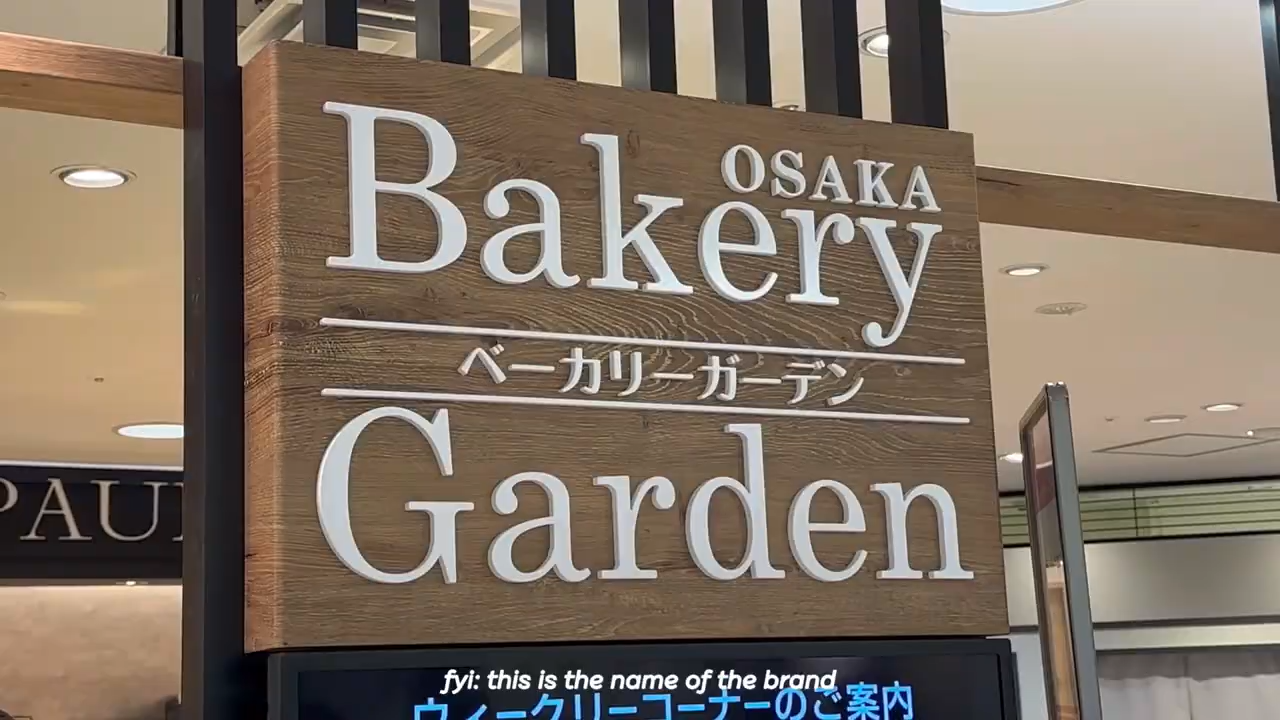 OSAKA
Bakery
ベーカリーガーデン
Garden
PAUL
fyi: this is the name of the brand
ウィークリーコーナーのご案内